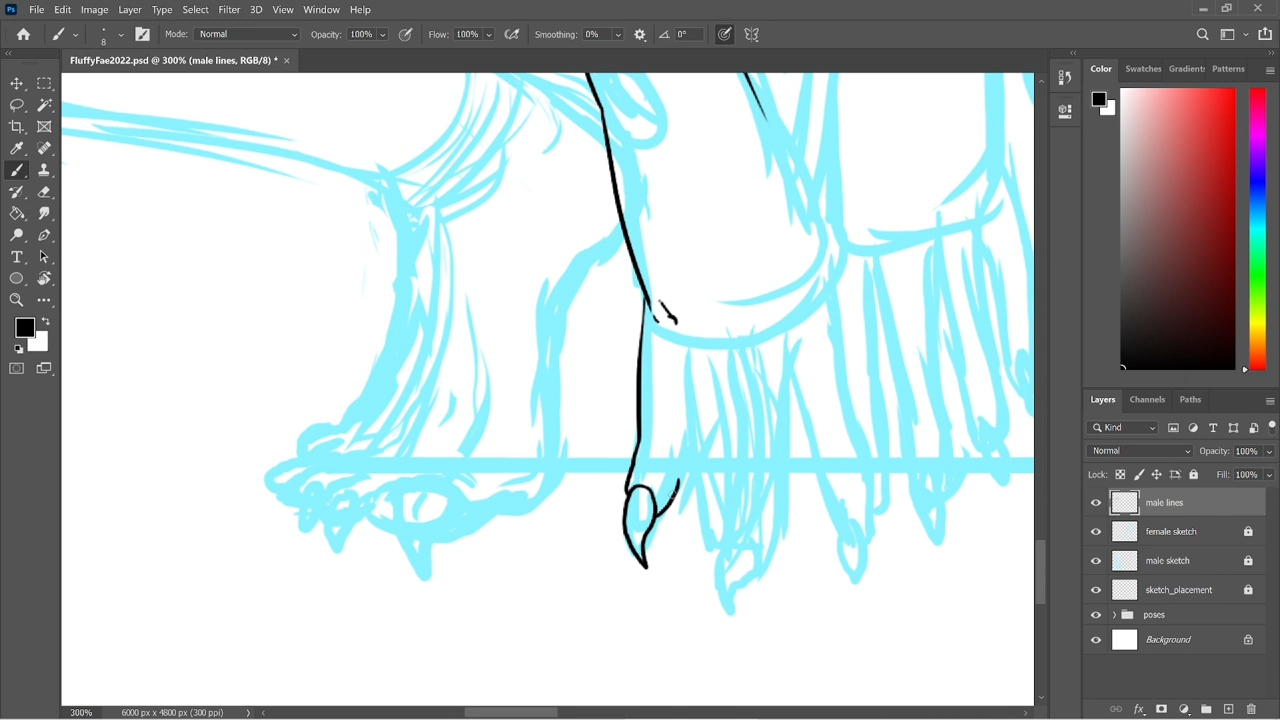 Ps File Edit Image Layer Type Select Filter 3D View Window Help
8 Mode: Normal Opacity: 100% Flow: 100% Smoothing: 0% 0°
FluffyFae2022.psd @ 300% (male lines, RGB/8) * ×
Color Swatches Gradients Patterns
Layers Channels Paths
Kind
Normal Opacity: 100%
Lock: Fill: 100%
male lines
female sketch
male sketch
sketch_placement
poses
Background
300% 6000 px x 4800 px (300 ppi)